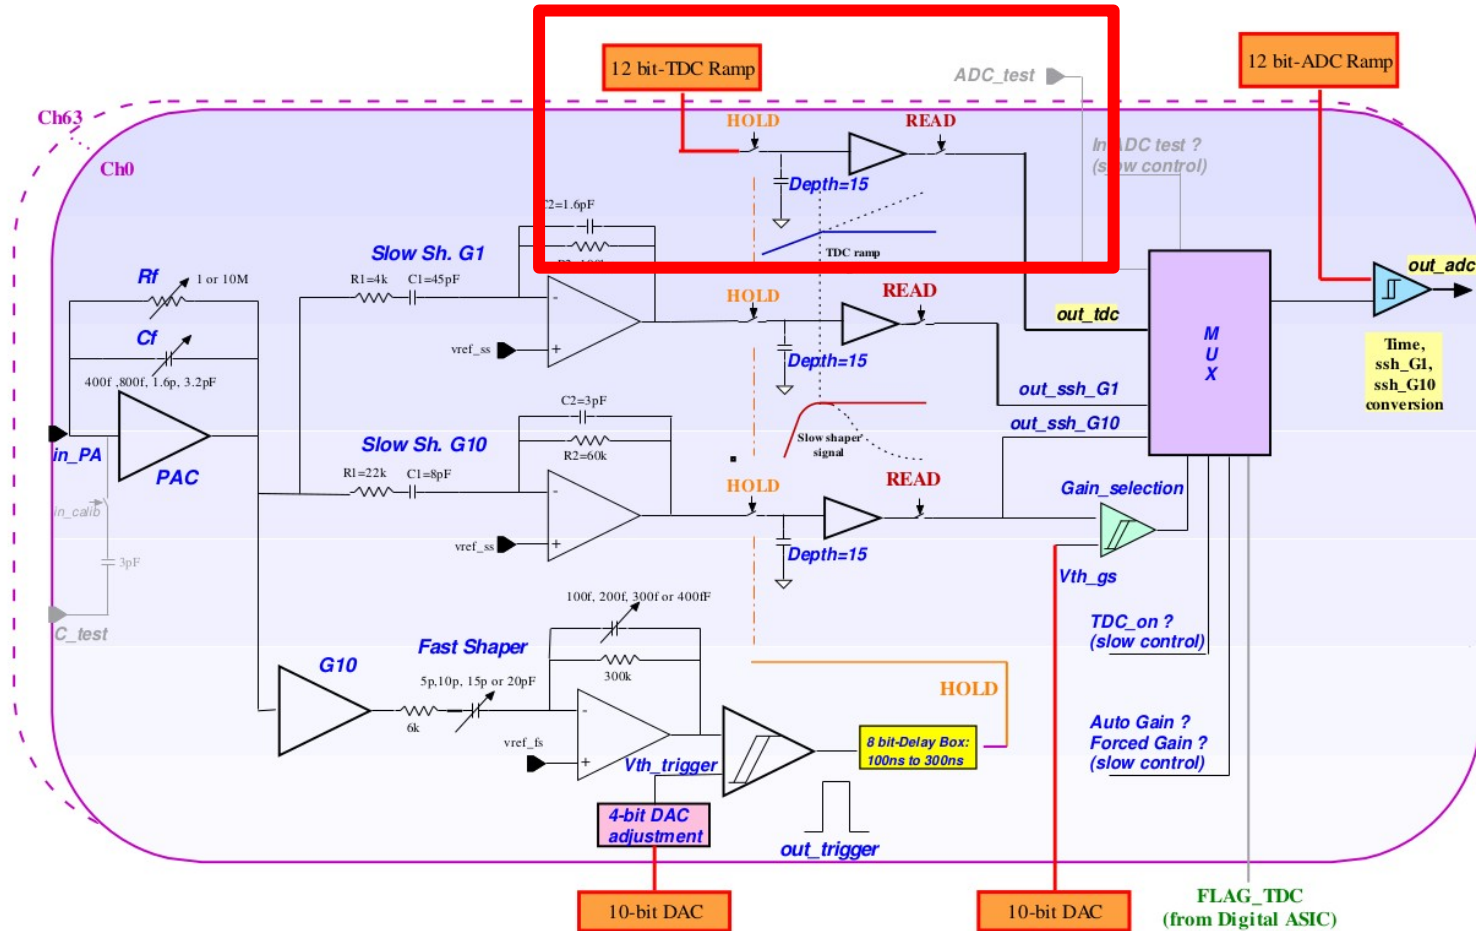 12 bit-TDC Ramp
ADC_test
12 bit-ADC Ramp
Ch63
Ch0
HOLD
READ
In ADC test ?
(slow control)
Depth=15
C2=1.6pF
TDC ramp
Slow Sh. G1
R1=4k
C1=45pF
Rf
1 or 10M
Cf
400f ,800f, 1.6p, 3.2pF
vref_ss
+
-
HOLD
READ
Depth=15
out_tdc
out_ssh_G1
out_ssh_G10
M
U
X
out_adc
Time,
ssh_G1,
ssh_G10
conversion
in_PA
PAC
in_calib
3pF
C_test
Slow Sh. G10
R1=22k
C1=8pF
C2=3pF
R2=60k
vref_ss
+
-
Slow shaper
signal
HOLD
READ
Depth=15
Gain_selection
Vth_gs
TDC_on ?
(slow control)
Auto Gain ?
Forced Gain ?
(slow control)
G10
Fast Shaper
5p,10p, 15p or 20pF
6k
100f, 200f, 300f or 400fF
300k
vref_fs
+
-
Vth_trigger
8 bit-Delay Box:
100ns to 300ns
HOLD
4-bit DAC
adjustment
out_trigger
10-bit DAC
10-bit DAC
FLAG_TDC
(from Digital ASIC)